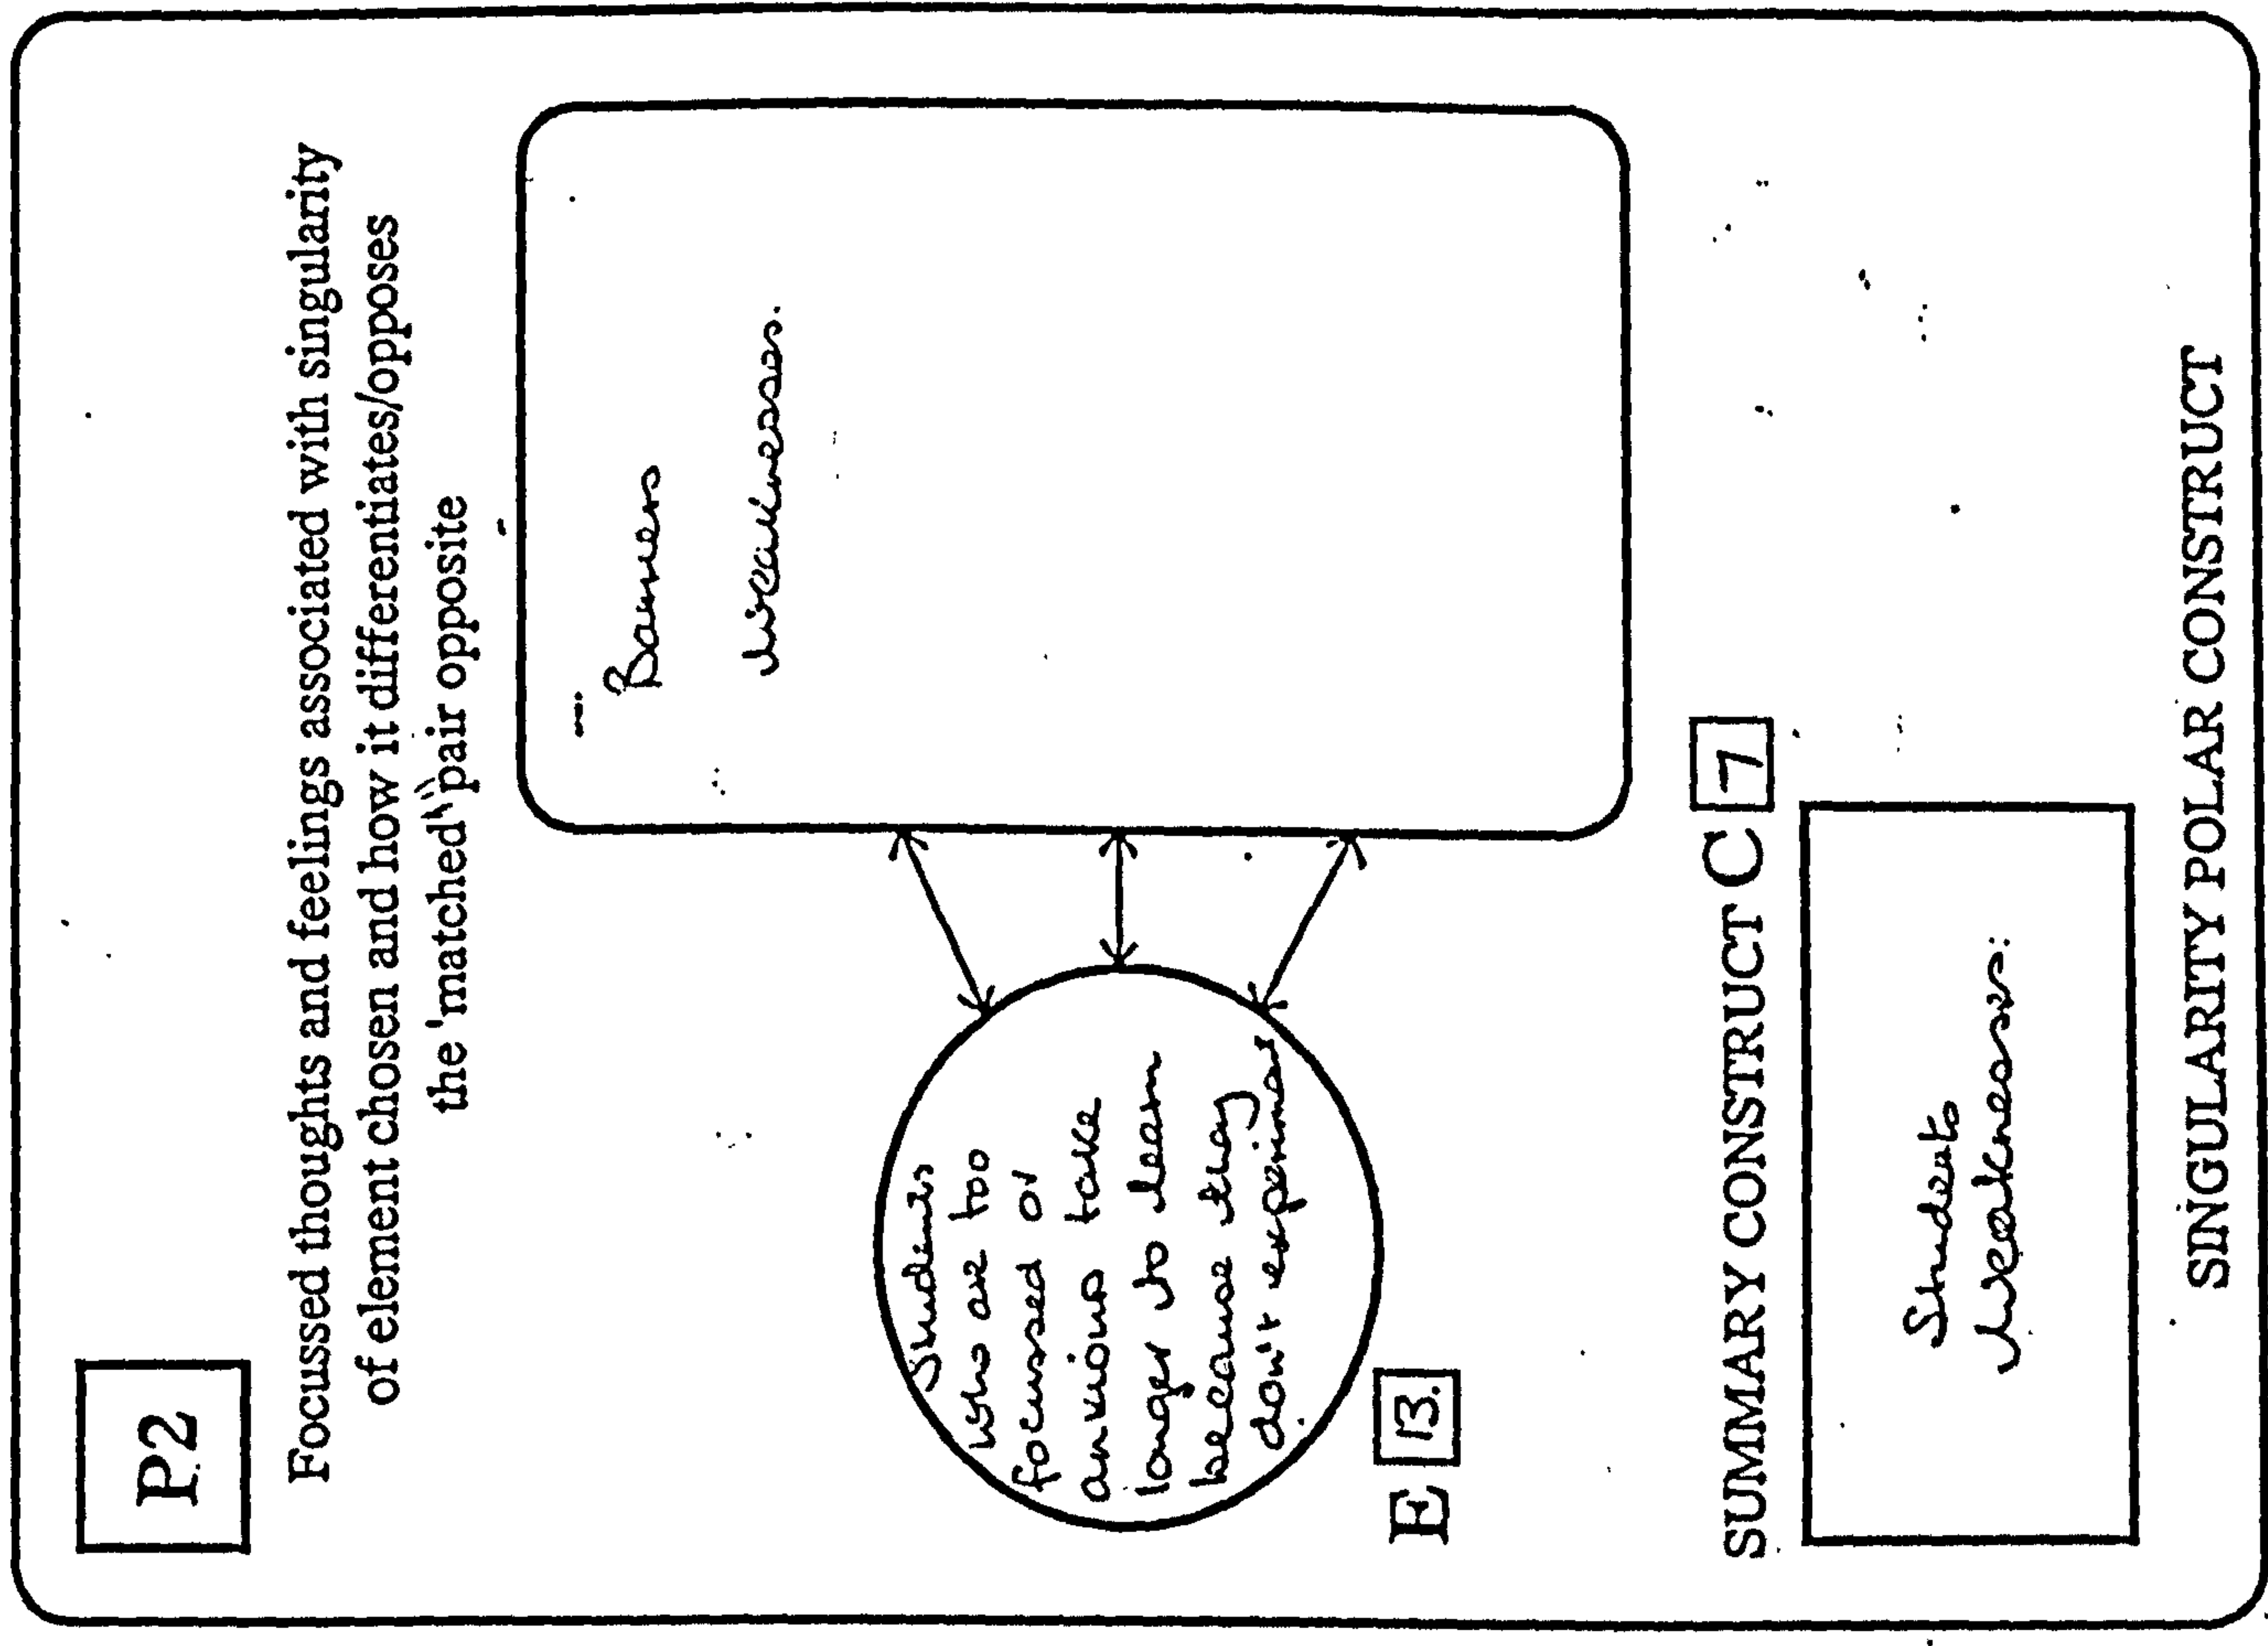 P.2
Focussed thoughts and feelings associated with singularity
of element chosen and how it differentiates/opposes
the 'matched' pair opposite
Students
who are too
focussed or
anxious take
longer to learn
because they
don't experiment
E 13.
Barriers
weaknesses.
SUMMARY CONSTRUCT C 7
Students
weaknesses.
SINGULARITY POLAR CONSTRUCT